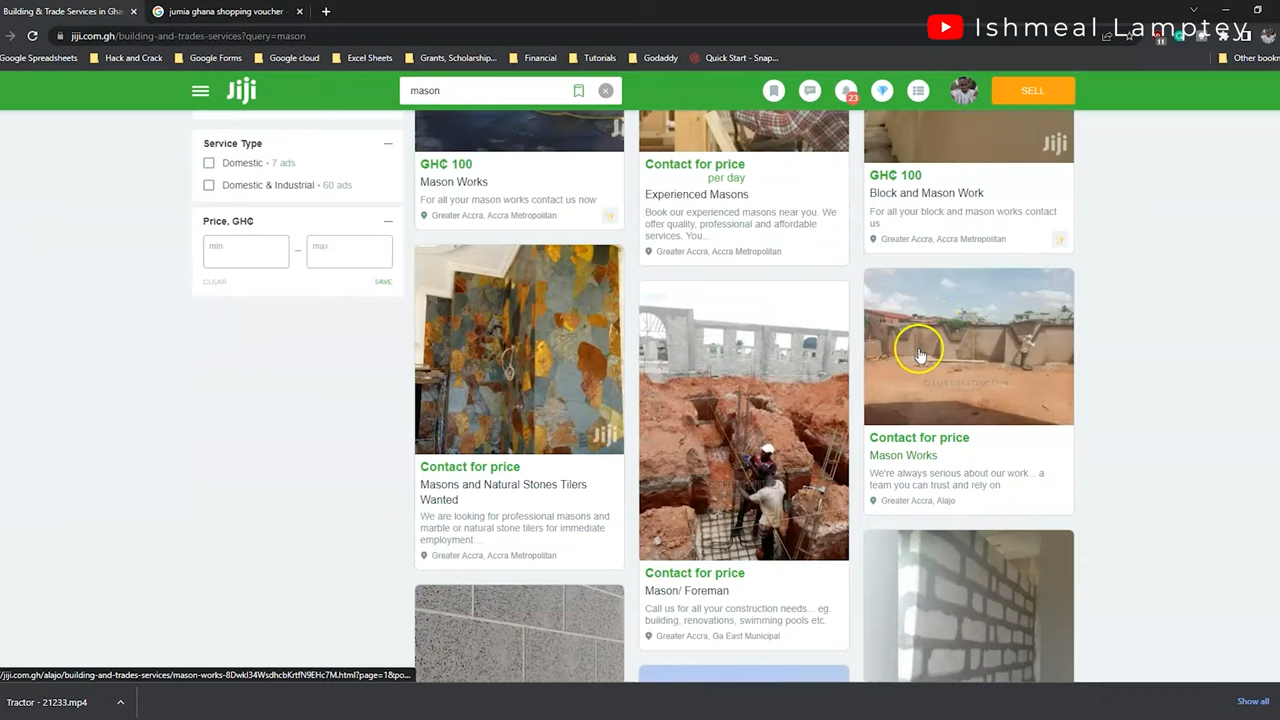 Building & Trade Services in Ghana
jumia ghana shopping voucher
Ishmeal Lamptey
jiji.com.gh/building-and-trades-services?query=mason
11
Google Spreadsheets
Hack and Crack
Google Forms
Google cloud
Excel Sheets
Grants, Scholarship...
Financial
Tutorials
Godaddy
Quick Start - Snap...
Other bookm
Jiji
mason
23
SELL
Service Type
Domestic • 7 ads
Domestic & Industrial • 60 ads
Price, GH₵
min
max
CLEAR
SAVE
GH₵ 100
Mason Works
For all your mason works contact us now
Greater Accra, Accra Metropolitan
Jiji
Masons and Natural Stones Tilers
Wanted
Contact for price
We are looking for professional masons and
marble or natural stone tilers for immediate
employment....
Greater Accra, Accra Metropolitan
Contact for price
per day
Experienced Masons
Book our experienced masons near you. We
offer quality, professional and affordable
services. You...
Greater Accra, Accra Metropolitan
Contact for price
Mason/ Foreman
Call us for all your construction needs... eg.
building, renovations, swimming pools etc.
Greater Accra, Ga East Municipal
Jiji
GH₵ 100
Block and Mason Work
For all your block and mason works contact
us
Greater Accra, Accra Metropolitan
Contact for price
Mason Works
We're always serious about our work... a
team you can trust and rely on
Greater Accra, Alajo
Tractor - 21233.mp4
Show all